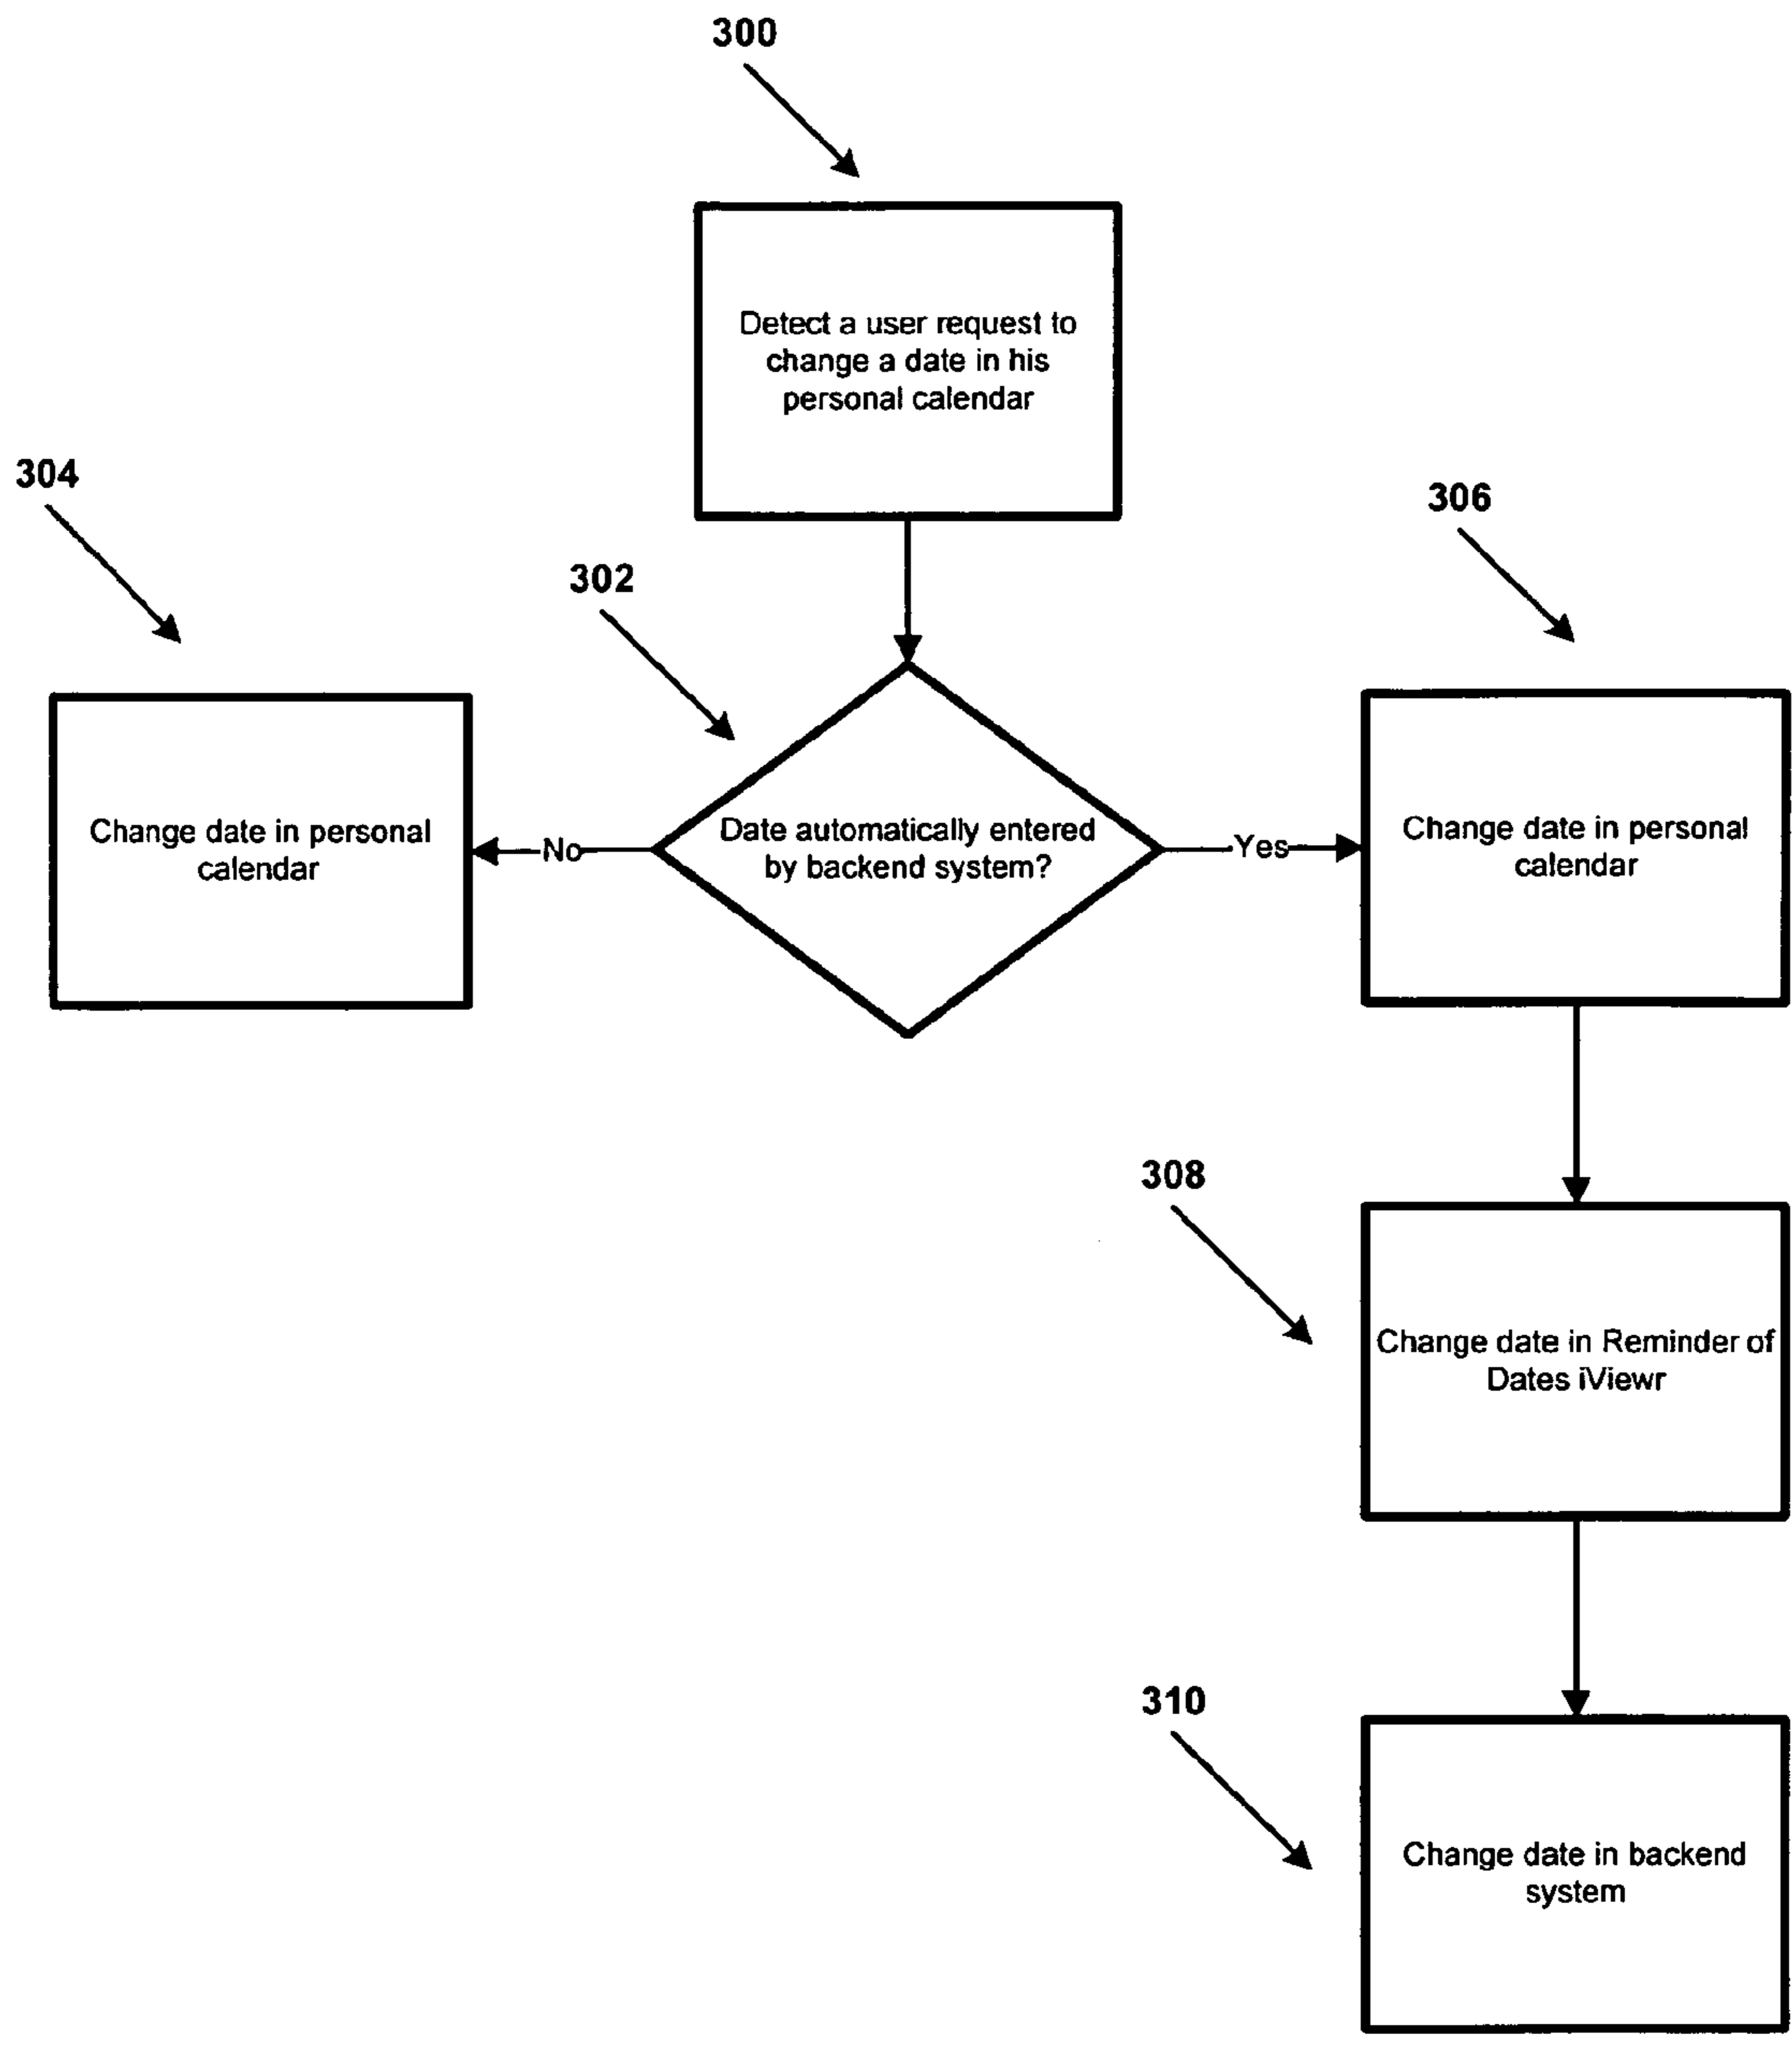 300
Detect a user request to
change a date in his
personal calendar
304
306
302
Change date in personal
calendar
No
Date automatically entered
by backend system?
Yes
Change date in personal
calendar
308
Change date in Reminder of
Dates iViewr
310
Change date in backend
system